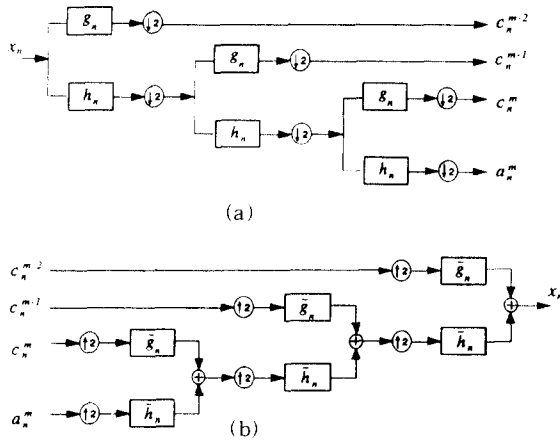 g_n ↓2 c_n^{m-2}
x_n
g_n ↓2 c_n^{m-1}
h_n ↓2
g_n ↓2 c_n^m
h_n ↓2
h_n ↓2 a_n^m
(a)
c_n^{m-2} ↑2 g̃_n
c_n^{m-1} ↑2 g̃_n
x_n
c_n^m ↑2 g̃_n
↑2 h̃_n
↑2 h̃_n
a_n^m ↑2 h̃_n
(b)